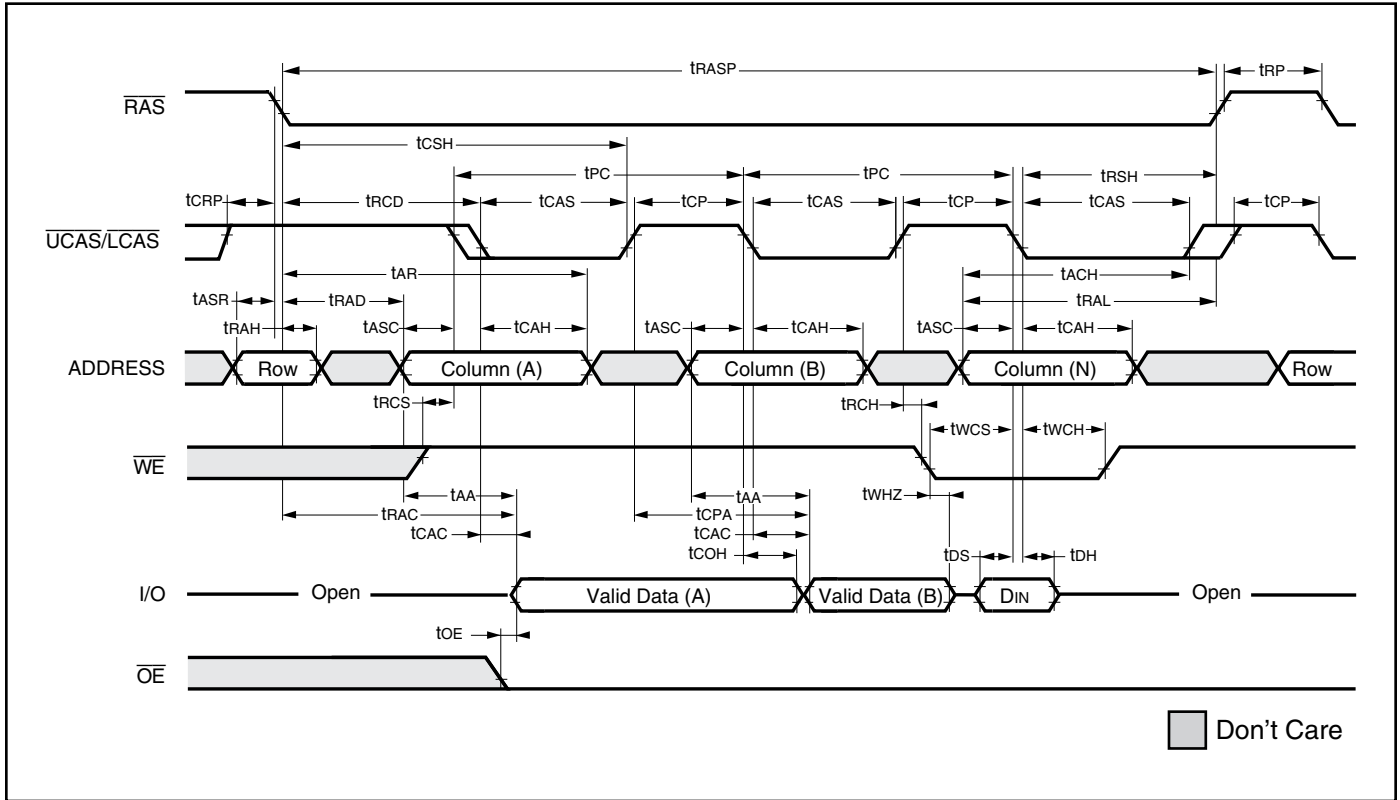 tRASP tRP
RAS
tCSH
tPC tPC tRSH
tCRP tRCD tCAS tCP tCAS tCP tCAS tCP
UCAS/LCAS
tAR tACH
tASR tRAD tRAL
tRAH tASC tCAH tASC tCAH tASC tCAH
ADDRESS Row Column (A) Column (B) Column (N) Row
tRCS tRCH
tWCS tWCH
WE
tAA tAA tWHZ
tRAC tCPA
tCAC tCAC
tCOH tDS tDH
I/O Open Valid Data (A) Valid Data (B) DIN Open
tOE
OE
Don't Care